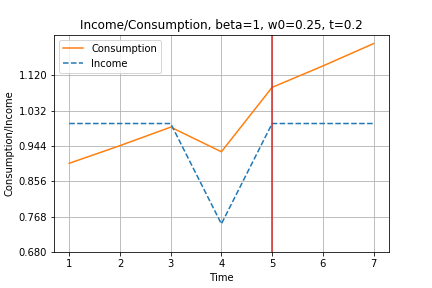 Income/Consumption, beta=1, w0=0.25, t=0.2
Consumption
Income
Consumption/Income
1.120
1.032
0.944
0.856
0.768
0.680
1 2 3 4 5 6 7
Time